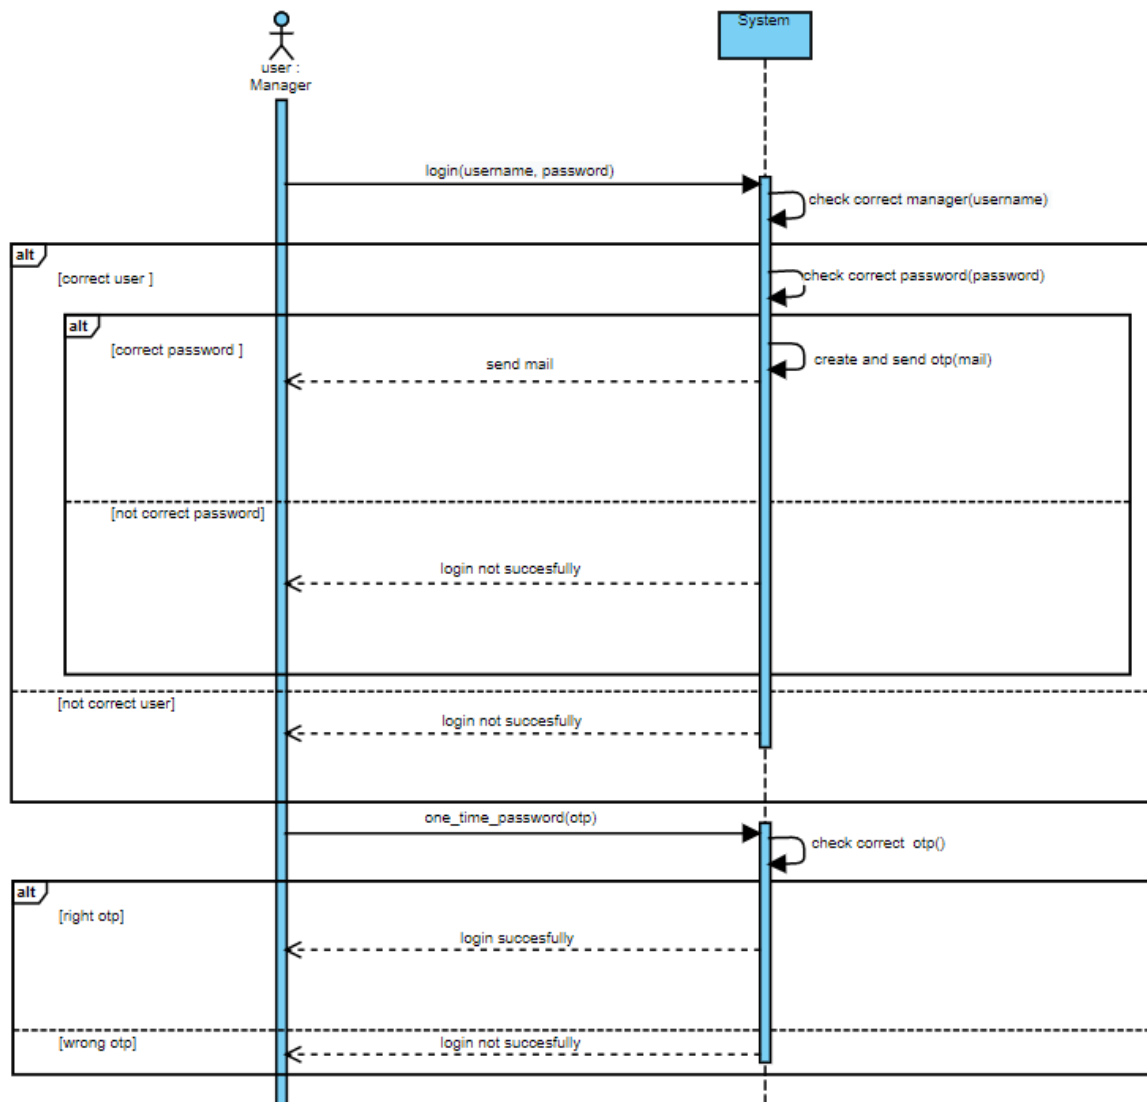 System
user :
Manager
login(username, password)
check correct manager(username)
alt
[correct user ]
check correct password(password)
alt
[correct password ]
send mail
create and send otp(mail)
[not correct password]
login not succesfully
[not correct user]
login not succesfully
one_time_password(otp)
check correct  otp()
alt
[right otp]
login succesfully
[wrong otp]
login not succesfully